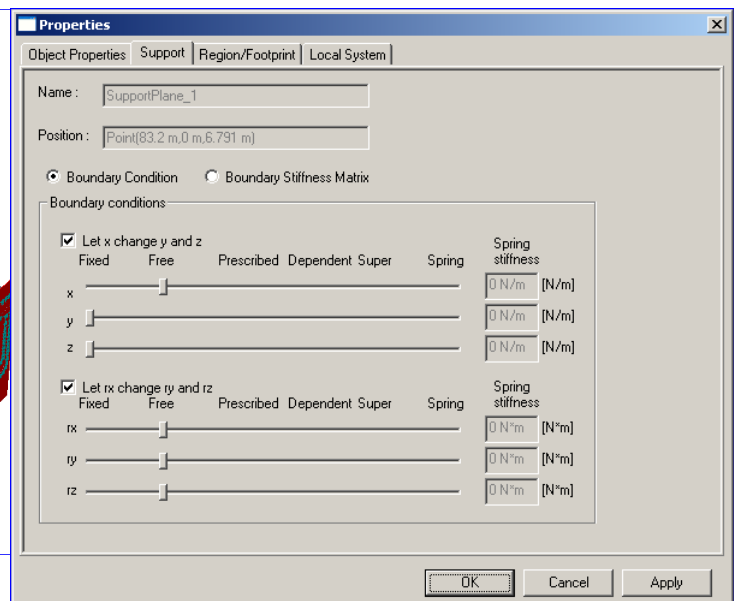 Properties
Object Properties Support Region/Footprint Local System
Name : SupportPlane_1
Position : Point(83.2 m,0 m,6.791 m)
Boundary Condition Boundary Stiffness Matrix
Boundary conditions
Let x change y and z
Spring
Fixed Free Prescribed Dependent Super Spring stiffness
x 0 N/m [N/m]
y 0 N/m [N/m]
z 0 N/m [N/m]
Let rx change ry and rz
Spring
Fixed Free Prescribed Dependent Super Spring stiffness
rx 0 N*m [N*m]
ry 0 N*m [N*m]
rz 0 N*m [N*m]
OK Cancel Apply